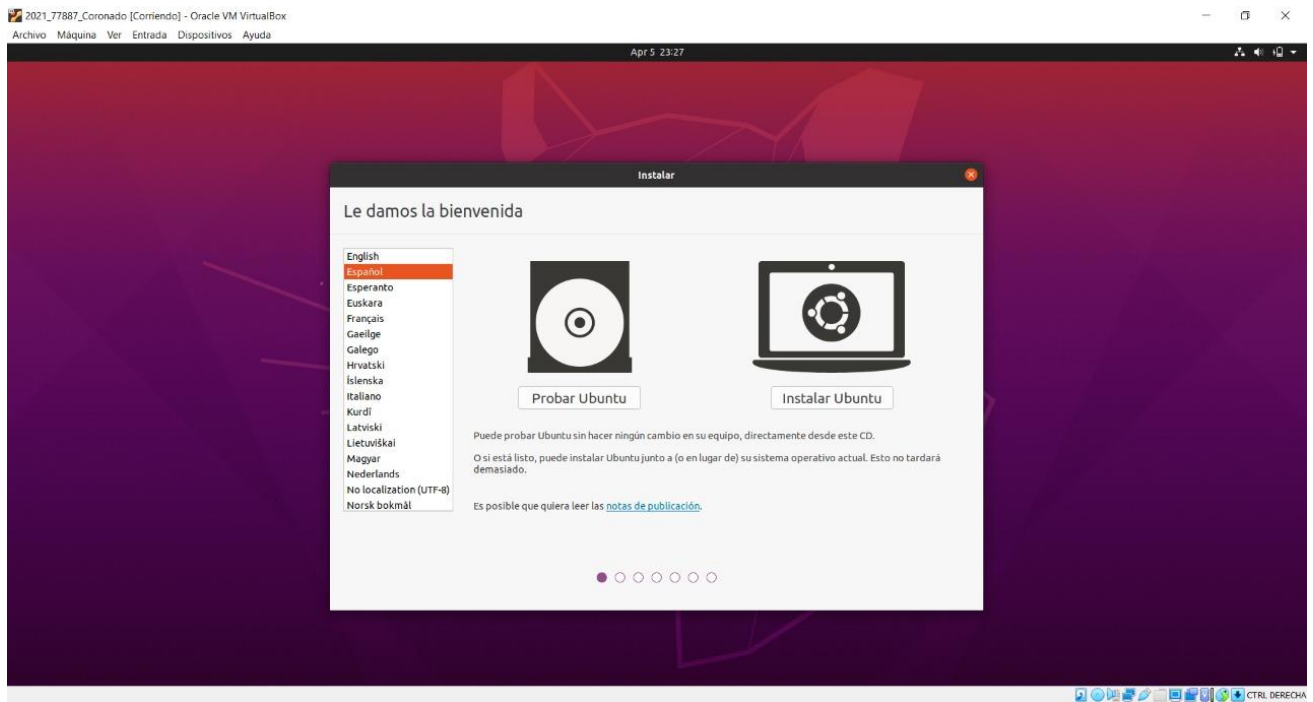 2021_77887_Coronado [Corriendo] - Oracle VM VirtualBox
Archivo Máquina Ver Entrada Dispositivos Ayuda
Apr 5 23:27
Instalar
Le damos la bienvenida
English
Español
Esperanto
Euskara
Français
Gaeilge
Galego
Hrvatski
Íslenska
Italiano
Kurdî
Latviski
Lietuviškai
Magyar
Nederlands
No localization (UTF-8)
Norsk bokmål
Probar Ubuntu
Instalar Ubuntu
Puede probar Ubuntu sin hacer ningún cambio en su equipo, directamente desde este CD.
O si está listo, puede instalar Ubuntu junto a (o en lugar de) su sistema operativo actual. Esto no tardará
demasiado.
Es posible que quiera leer las notas de publicación.
CTRL DERECHA